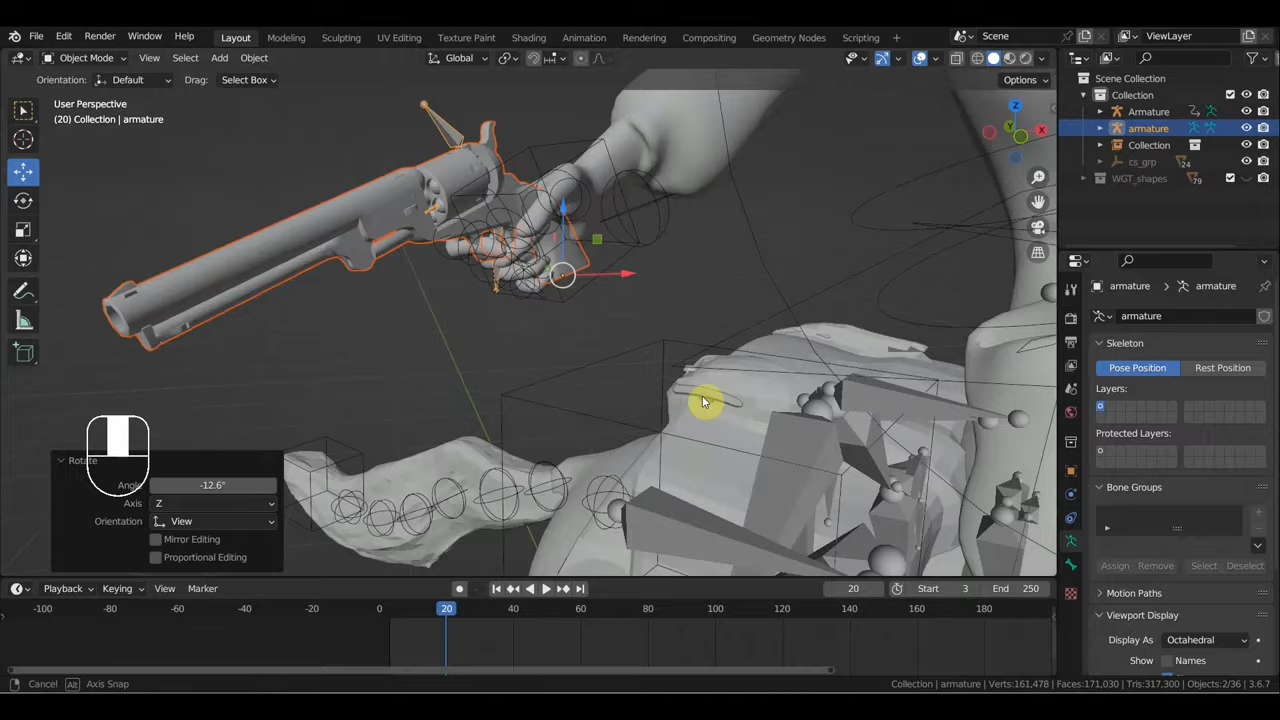 File Edit Render Window Help Layout Modeling Sculpting UV Editing Texture Paint Shading Animation Rendering Compositing Geometry Nodes Scripting Scene ViewLayer
Object Mode View Select Add Object Global Options
Orientation: Default Drag: Select Box
User Perspective
(20) Collection | armature
Z
X
Y
Scene Collection
Collection
Armature
armature
Collection
cs_grp 24
WGT_shapes 79
armature armature
armature
Skeleton
Pose Position Rest Position
Layers:
Protected Layers:
Bone Groups
Assign Remove Select Deselect
Motion Paths
Viewport Display
Display As Octahedral
Show Names
Rotate
-12.6°
Axis Z
Orientation View
Mirror Editing
Proportional Editing
Playback Keying View Marker 20 Start 3 End 250
-100 -80 -60 -40 -20 0 20 40 60 80 100 120 140 160 180
Cancel Alt Axis Snap Collection | armature Verts:161,478 Faces:171,030 Tris:317,300 Objects:2/36 3.6.7